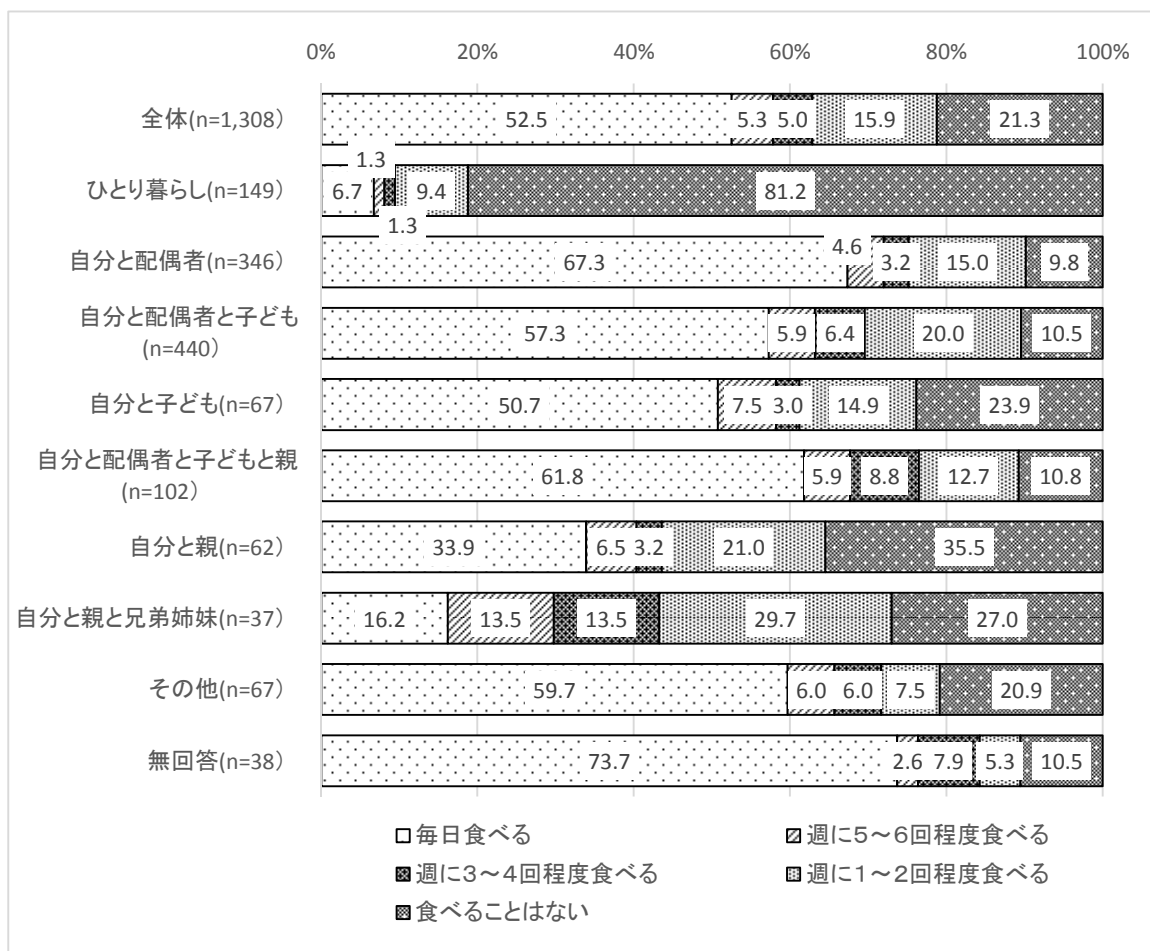 0% 20% 40% 60% 80% 100%
全体(n=1,308) 52.5 5.3 5.0 15.9 21.3
1.3
ひとり暮らし(n=149) 6.7 9.4 81.2
1.3
自分と配偶者(n=346) 67.3 4.6 3.2 15.0 9.8
自分と配偶者と子ども
(n=440) 57.3 5.9 6.4 20.0 10.5
自分と子ども(n=67) 50.7 7.5 3.0 14.9 23.9
自分と配偶者と子どもと親
(n=102) 61.8 5.9 8.8 12.7 10.8
自分と親(n=62) 33.9 6.5 3.2 21.0 35.5
自分と親と兄弟姉妹(n=37) 16.2 13.5 13.5 29.7 27.0
その他(n=67) 59.7 6.0 6.0 7.5 20.9
無回答(n=38) 73.7 2.6 7.9 5.3 10.5
毎日食べる 週に5～6回程度食べる
週に3～4回程度食べる 週に1～2回程度食べる
食べることはない